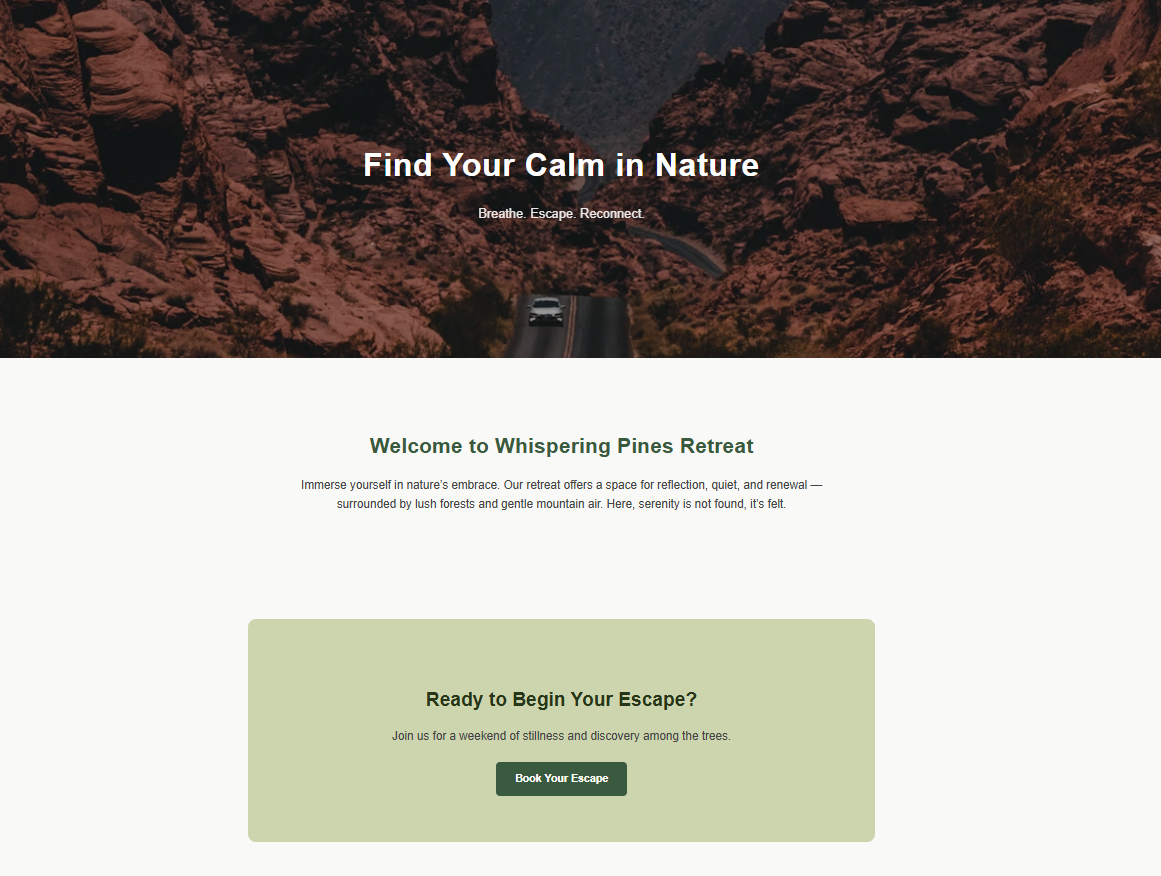 Find Your Calm in Nature
Breathe. Escape. Reconnect.
Welcome to Whispering Pines Retreat
Immerse yourself in nature’s embrace. Our retreat offers a space for reflection, quiet, and renewal —
surrounded by lush forests and gentle mountain air. Here, serenity is not found, it’s felt.
Ready to Begin Your Escape?
Join us for a weekend of stillness and discovery among the trees.
Book Your Escape